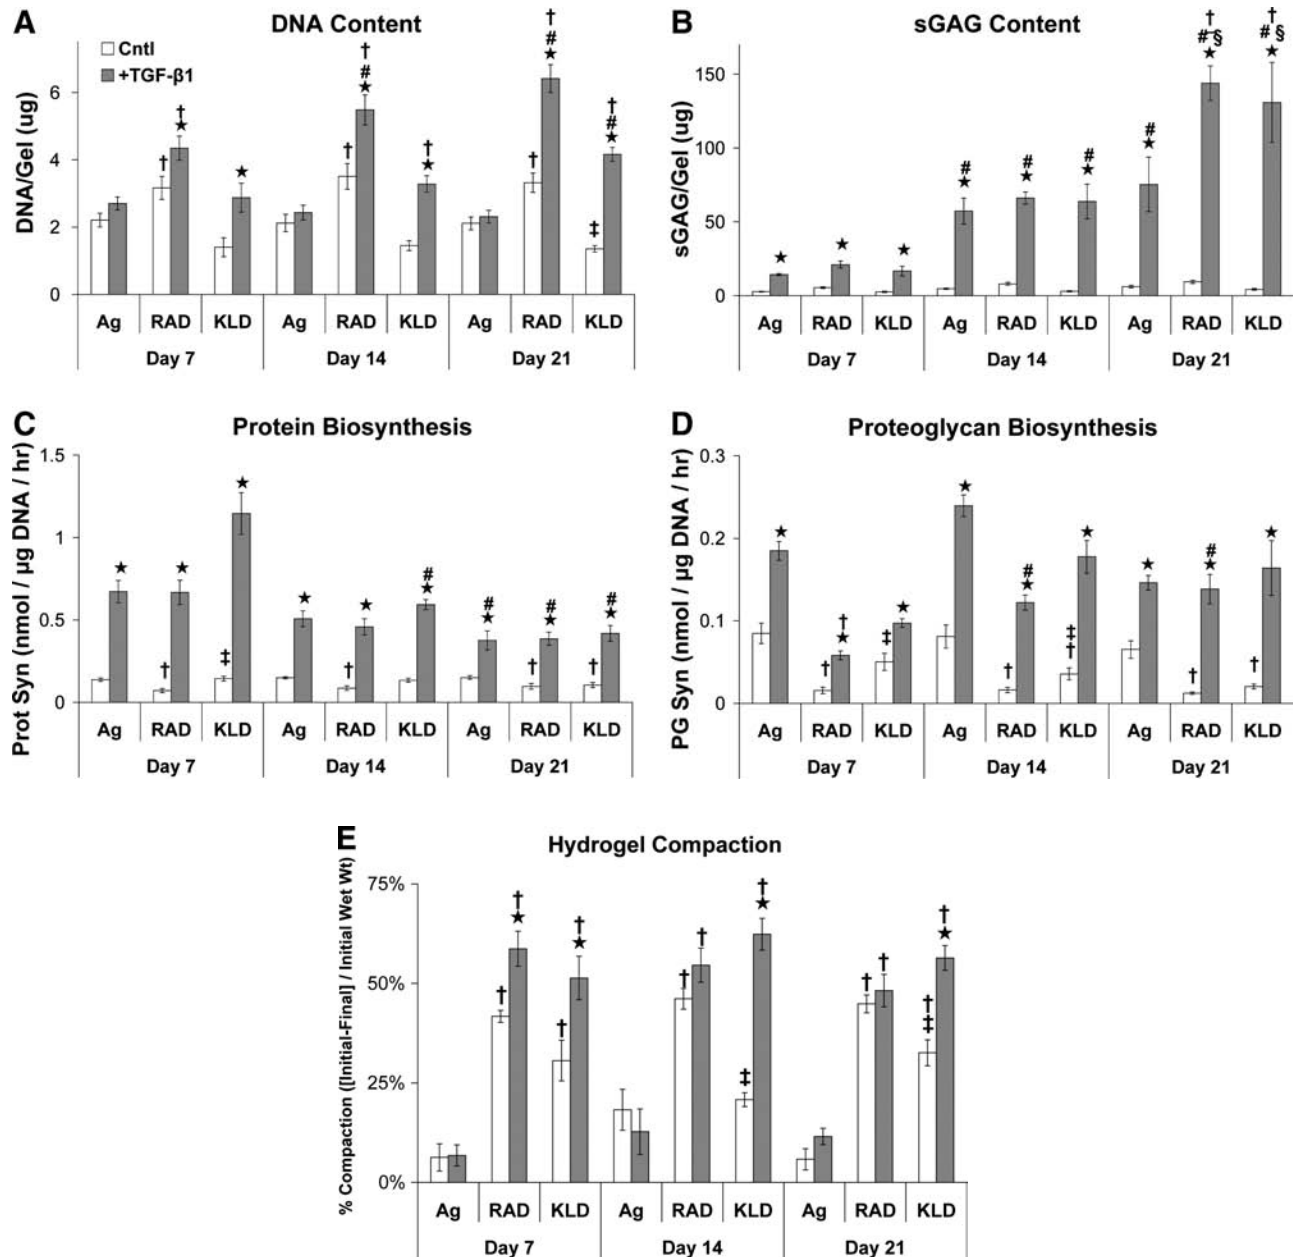 A
DNA Content
Cntl
+TGF-β1
DNA/Gel (ug)
6
4
2
0
† ★
†
† # ★
†
† # ★
†
★
† ★
† # ★
‡
Ag RAD KLD Ag RAD KLD Ag RAD KLD
Day 7 Day 14 Day 21
B
sGAG Content
sGAG/Gel (ug)
150
100
50
0
★ ★ ★
# ★ # ★ # ★
# ★
† # § ★
† # § ★
Ag RAD KLD Ag RAD KLD Ag RAD KLD
Day 7 Day 14 Day 21
C
Protein Biosynthesis
Prot Syn (nmol / µg DNA / hr)
1.5
1
0.5
0
★ † ★ ‡ ★
★ † ★ # ★
# ★ † # ★ † # ★
Ag RAD KLD Ag RAD KLD Ag RAD KLD
Day 7 Day 14 Day 21
D
Proteoglycan Biosynthesis
PG Syn (nmol / µg DNA / hr)
0.3
0.2
0.1
0
★ † † ★ ‡ ★
★ † # ★ ‡ † ★
★ † # ★ † ★
Ag RAD KLD Ag RAD KLD Ag RAD KLD
Day 7 Day 14 Day 21
E
Hydrogel Compaction
% Compaction ([Initial-Final] / Initial Wet Wt)
75%
50%
25%
0%
† † ★ † † ★
† † ‡ † ★
† † † ‡ † ★
Ag RAD KLD Ag RAD KLD Ag RAD KLD
Day 7 Day 14 Day 21